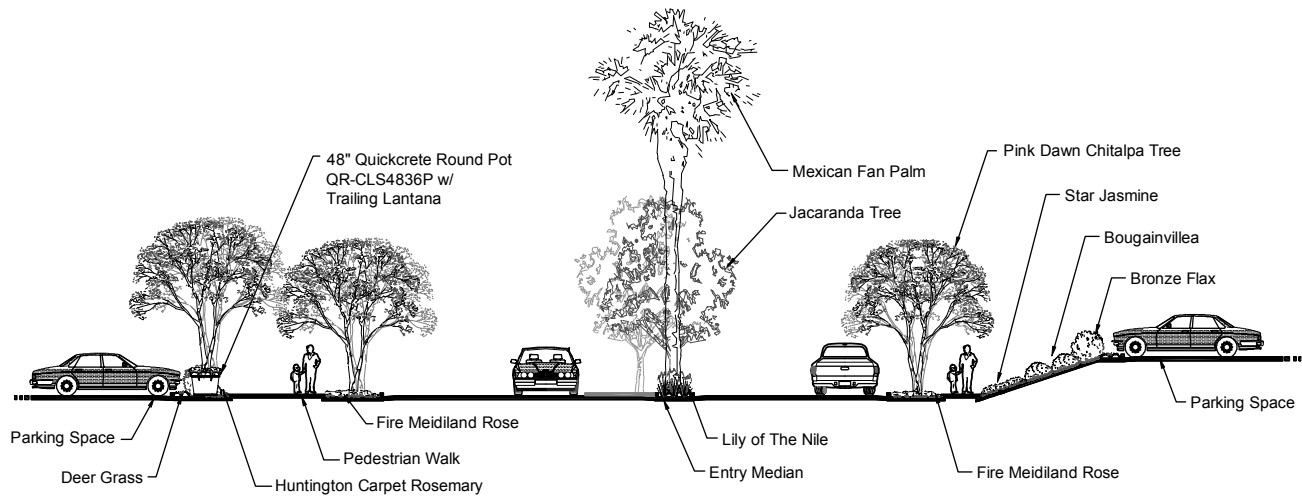 48" Quickcrete Round Pot
QR-CLS4836P w/
Trailing Lantana
Mexican Fan Palm
Jacaranda Tree
Pink Dawn Chitalpa Tree
Star Jasmine
Bougainvillea
Bronze Flax
Parking Space
Deer Grass
Huntington Carpet Rosemary
Pedestrian Walk
Fire Meidiland Rose
Lily of The Nile
Entry Median
Fire Meidiland Rose
Parking Space